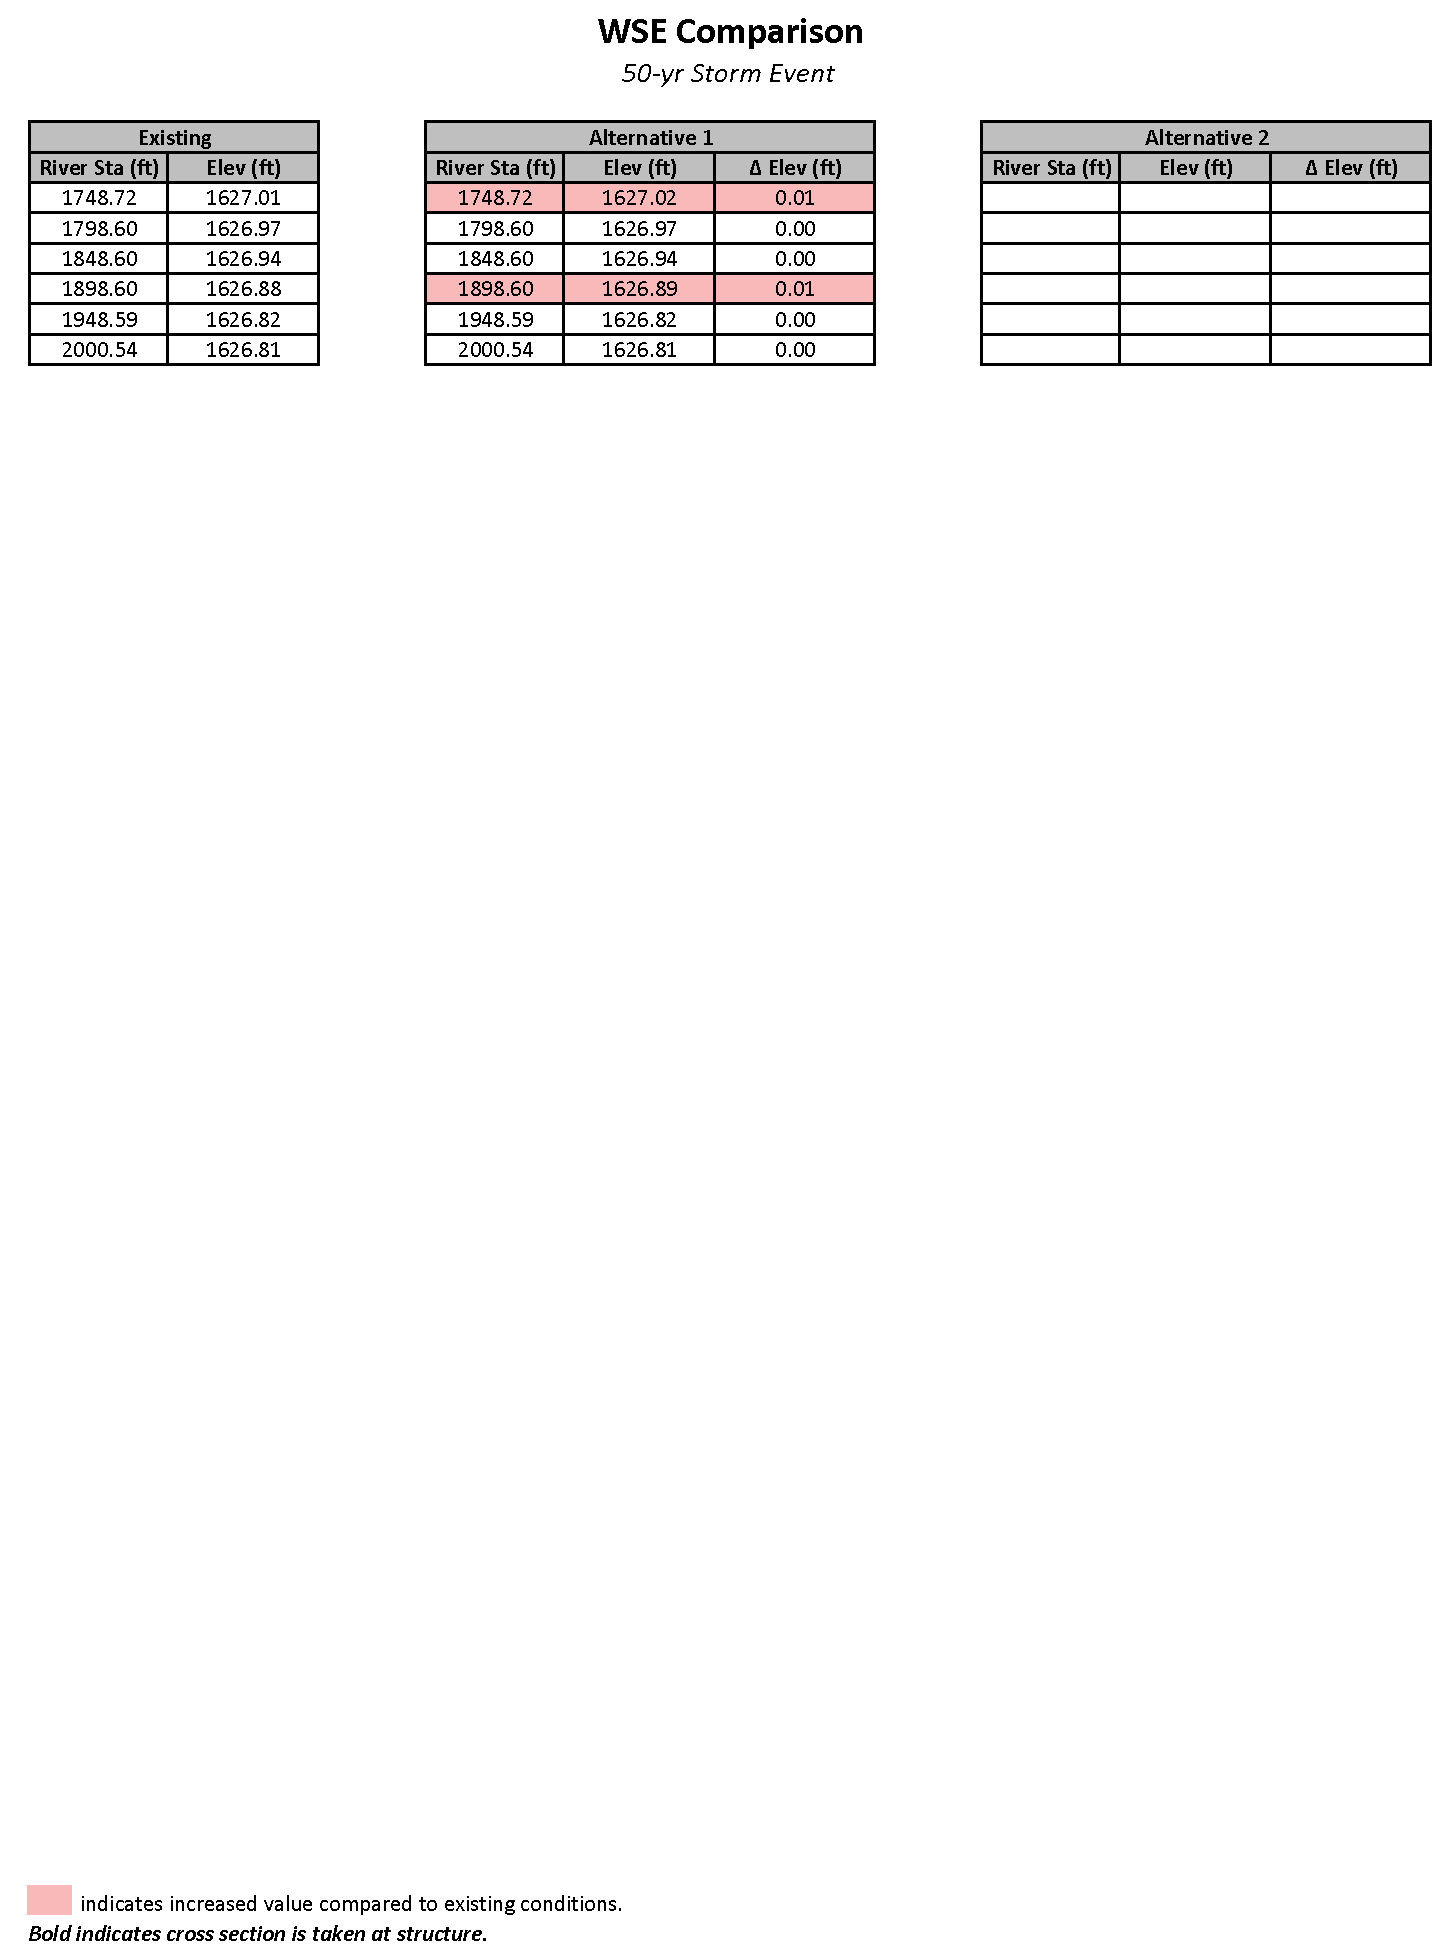 WSE Comparison
50-yr Storm Event
Existing
River Sta (ft) Elev (ft)
1748.72 1627.01
1798.60 1626.97
1848.60 1626.94
1898.60 1626.88
1948.59 1626.82
2000.54 1626.81
Alternative 1
River Sta (ft) Elev (ft) Δ Elev (ft)
1748.72 1627.02 0.01
1798.60 1626.97 0.00
1848.60 1626.94 0.00
1898.60 1626.89 0.01
1948.59 1626.82 0.00
2000.54 1626.81 0.00
Alternative 2
River Sta (ft) Elev (ft) Δ Elev (ft)
indicates increased value compared to existing conditions.
Bold indicates cross section is taken at structure.